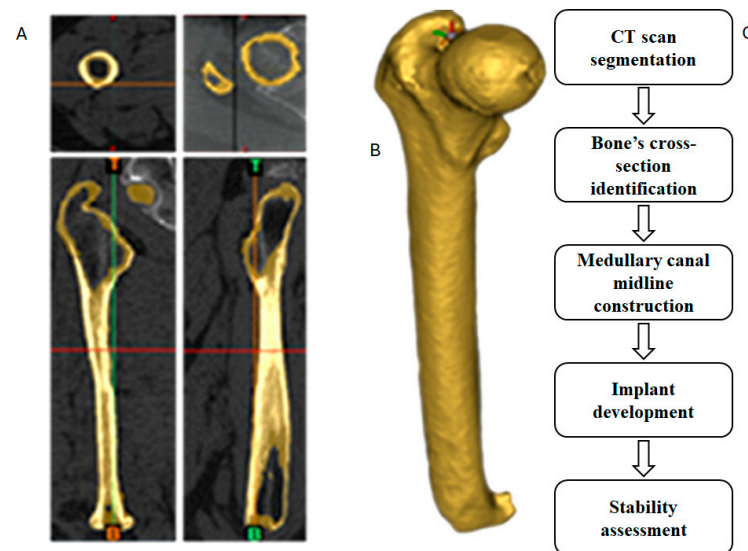 A
B
C
CT scan
segmentation
Bone's cross-
section
identification
Medullary canal
midline
construction
Implant
development
Stability
assessment
T
T
B
B